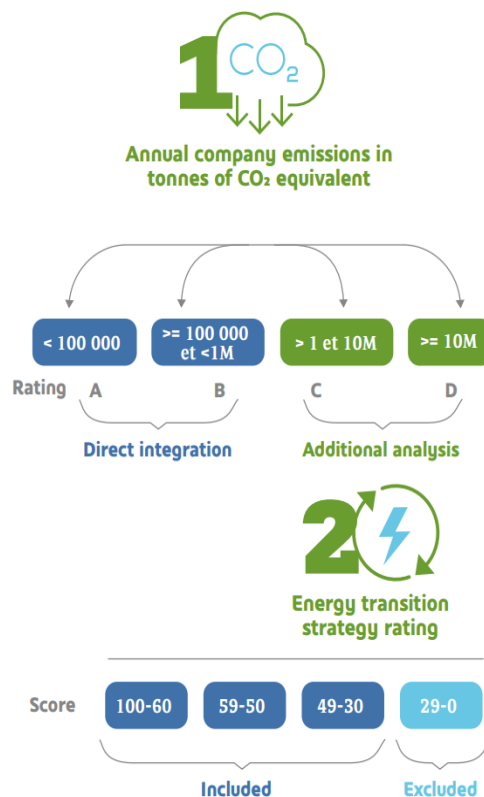 1 CO₂
Annual company emissions in
tonnes of CO₂ equivalent
< 100 000
>= 100 000
et <1M
> 1 et 10M
>= 10M
Rating A B C D
Direct integration Additional analysis
2
Energy transition
strategy rating
Score 100-60 59-50 49-30 29-0
Included Excluded